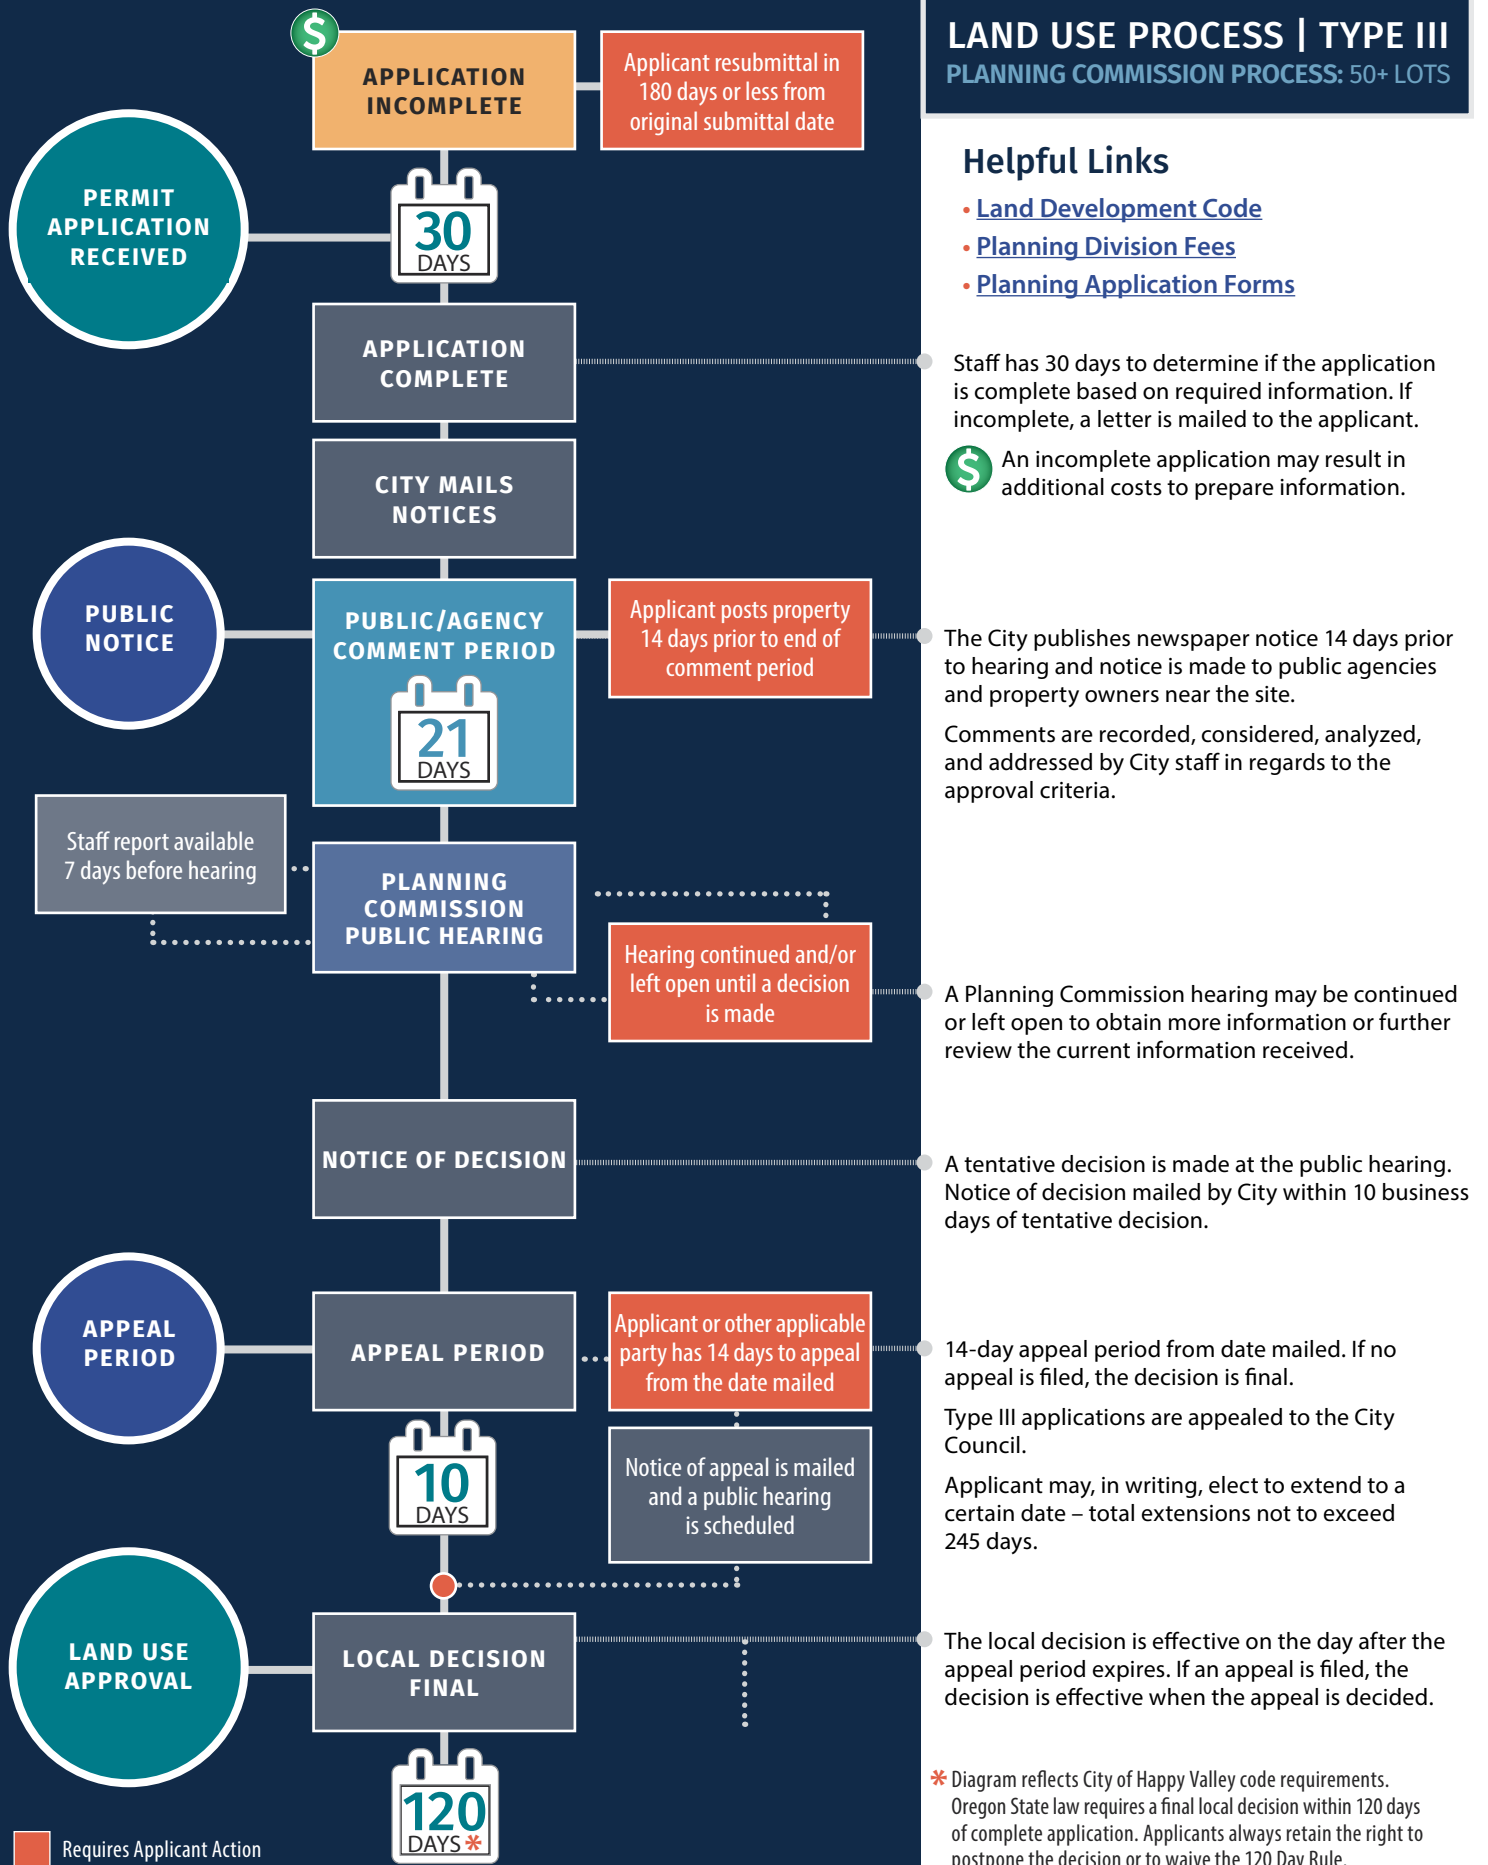 LAND USE PROCESS | TYPE III
PLANNING COMMISSION PROCESS: 50+ LOTS
$
APPLICATION
INCOMPLETE
Applicant resubmittal in
180 days or less from
original submittal date
PERMIT
APPLICATION
RECEIVED
30
DAYS
Helpful Links
• Land Development Code
• Planning Division Fees
• Planning Application Forms
APPLICATION
COMPLETE
Staff has 30 days to determine if the application
is complete based on required information. If
incomplete, a letter is mailed to the applicant.
$
An incomplete application may result in
additional costs to prepare information.
CITY MAILS
NOTICES
PUBLIC
NOTICE
PUBLIC/AGENCY
COMMENT PERIOD
21
DAYS
Applicant posts property
14 days prior to end of
comment period
The City publishes newspaper notice 14 days prior
to hearing and notice is made to public agencies
and property owners near the site.
Comments are recorded, considered, analyzed,
and addressed by City staff in regards to the
approval criteria.
Staff report available
7 days before hearing
PLANNING
COMMISSION
PUBLIC HEARING
Hearing continued and/or
left open until a decision
is made
A Planning Commission hearing may be continued
or left open to obtain more information or further
review the current information received.
NOTICE OF DECISION
A tentative decision is made at the public hearing.
Notice of decision mailed by City within 10 business
days of tentative decision.
APPEAL
PERIOD
APPEAL PERIOD
Applicant or other applicable
party has 14 days to appeal
from the date mailed
14-day appeal period from date mailed. If no
appeal is filed, the decision is final.
Type III applications are appealed to the City
Council.
Applicant may, in writing, elect to extend to a
certain date – total extensions not to exceed
245 days.
10
DAYS
Notice of appeal is mailed
and a public hearing
is scheduled
LAND USE
APPROVAL
LOCAL DECISION
FINAL
The local decision is effective on the day after the
appeal period expires. If an appeal is filed, the
decision is effective when the appeal is decided.
120
DAYS *
* Diagram reflects City of Happy Valley code requirements.
Oregon State law requires a final local decision within 120 days
of complete application. Applicants always retain the right to
postpone the decision or to waive the 120 Day Rule.
Requires Applicant Action